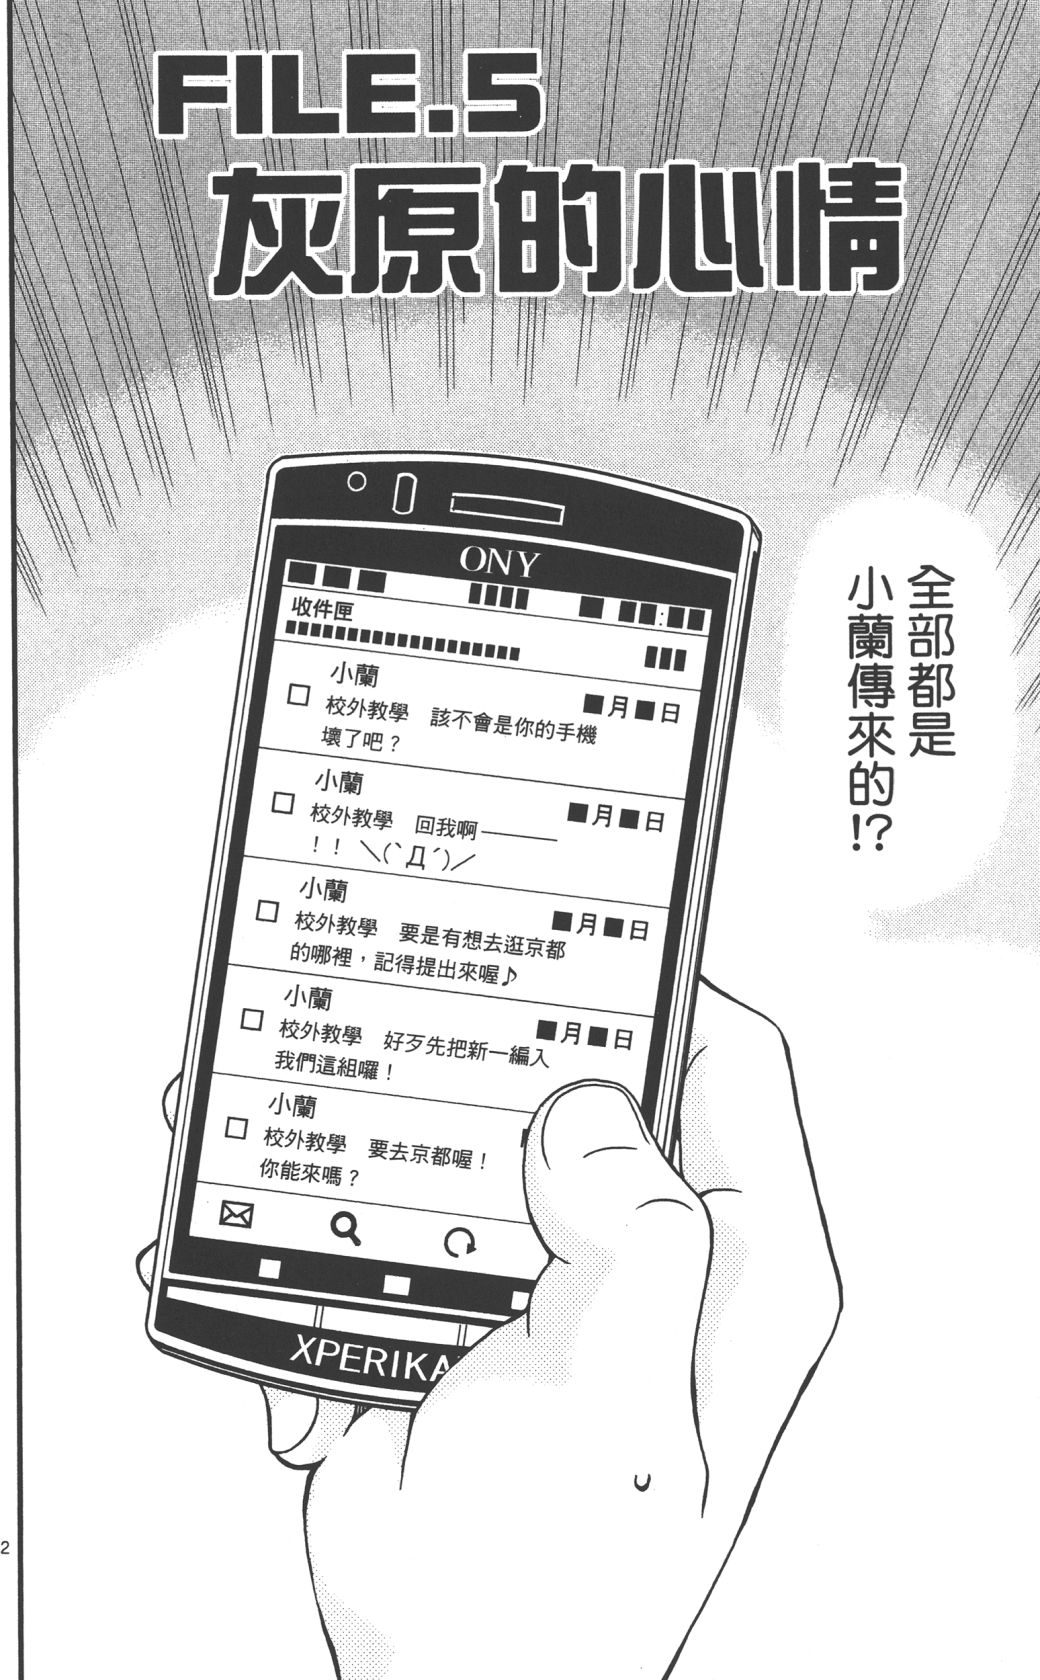 FILE.5
灰原的心情
全部都是
小蘭傳來的!?
ONY
收件匣
小蘭
■月■日
校外教學　該不會是你的手機
壞了吧？
小蘭
■月■日
校外教學　回我啊————
！！ ＼(｀Д´)／
小蘭
■月■日
校外教學　要是有想去逛京都
的哪裡，記得提出來喔♪
小蘭
■月■日
校外教學　好歹先把新一編入
我們這組囉！
小蘭
校外教學　要去京都喔！
你能來嗎？
XPERIKA
2